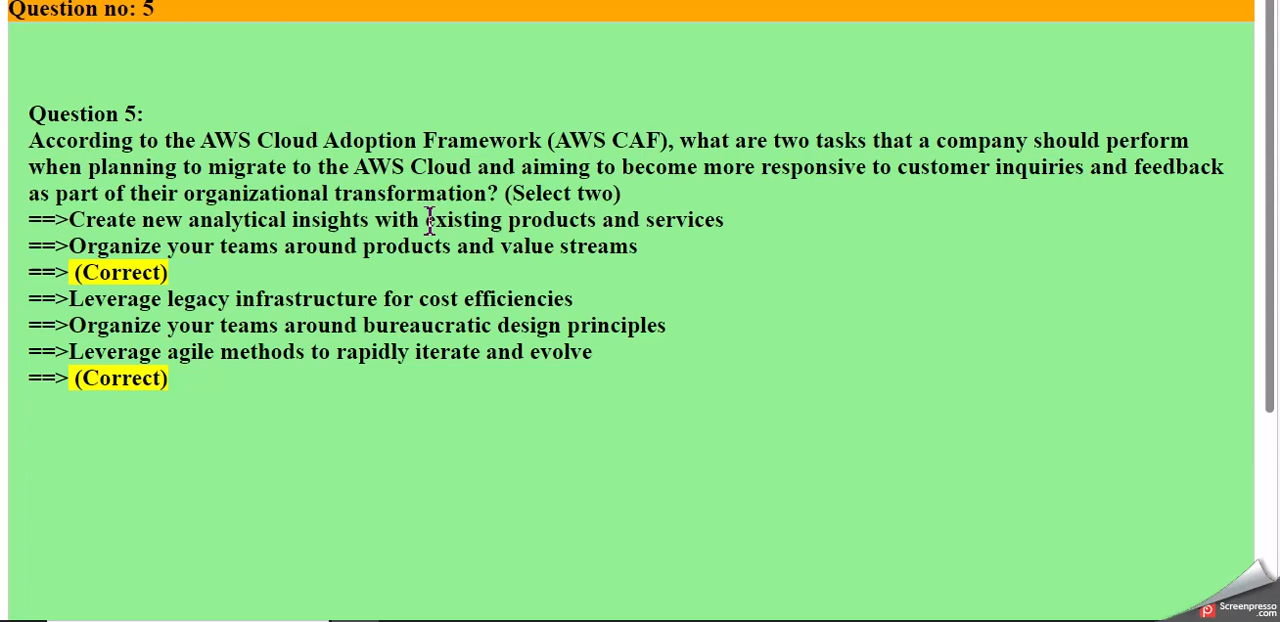 Question no: 5
Question 5:
According to the AWS Cloud Adoption Framework (AWS CAF), what are two tasks that a company should perform
when planning to migrate to the AWS Cloud and aiming to become more responsive to customer inquiries and feedback
as part of their organizational transformation? (Select two)
==>Create new analytical insights with existing products and services
==>Organize your teams around products and value streams
==> (Correct)
==>Leverage legacy infrastructure for cost efficiencies
==>Organize your teams around bureaucratic design principles
==>Leverage agile methods to rapidly iterate and evolve
==> (Correct)
Screenpresso
.com